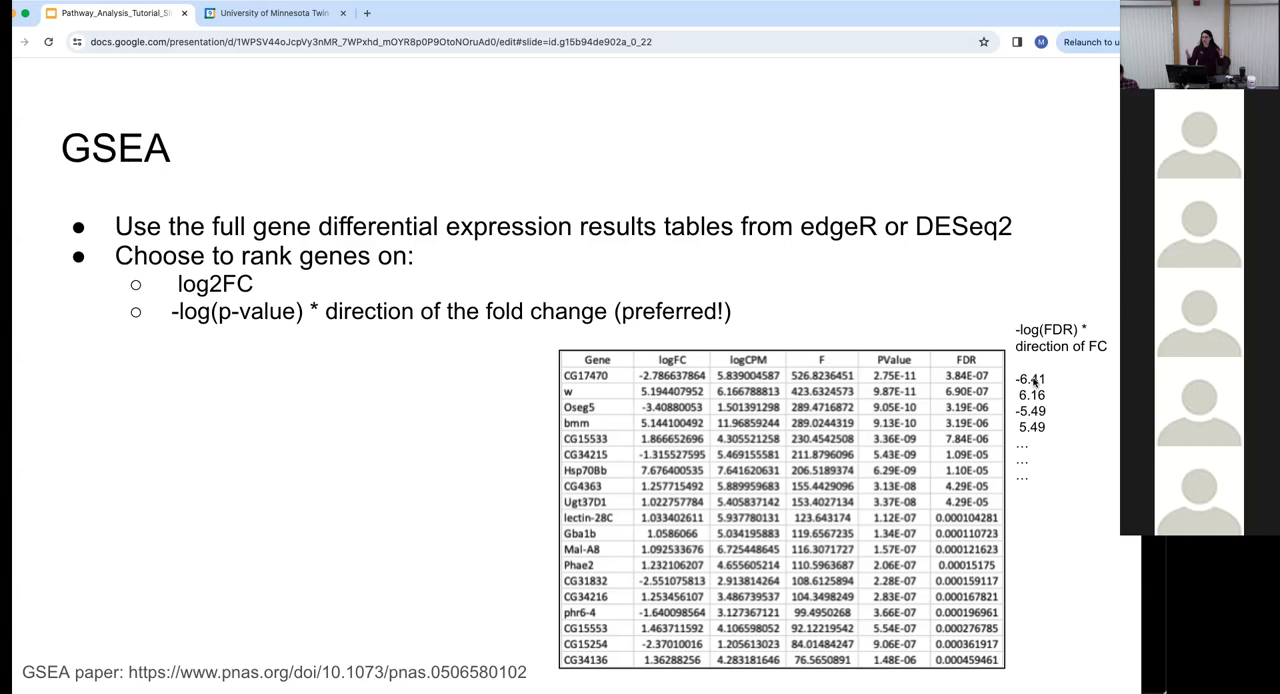 Pathway_Analysis_Tutorial_Sl
University of Minnesota Twin
docs.google.com/presentation/d/1WPSV44oJcpVy3nMR_7WPxhd_mOYR8p0P9OtoNOruAd0/edit#slide=id.g15b94de902a_0_22
M
Relaunch to u
GSEA
● Use the full gene differential expression results tables from edgeR or DESeq2
● Choose to rank genes on:
○ log2FC
○ -log(p-value) * direction of the fold change (preferred!)
-log(FDR) *
direction of FC
Gene logFC logCPM F PValue FDR
CG17470 -2.786637864 5.839004587 526.8236451 2.75E-11 3.84E-07 -6.41
w 5.194407952 6.166788813 423.6324573 9.87E-11 6.90E-07 6.16
Oseg5 -3.40880053 1.501391298 289.4716872 9.05E-10 3.19E-06 -5.49
bmm 5.144100492 11.96859244 289.0244319 9.13E-10 3.19E-06 5.49
CG15533 1.866652696 4.305521258 230.4542508 3.36E-09 7.84E-06 ...
CG34215 -1.315527595 5.469155581 211.8796096 5.43E-09 1.09E-05 ...
Hsp70Bb 7.676400535 7.641620631 206.5189374 6.29E-09 1.10E-05 ...
CG4363 1.257715492 5.889959683 155.4429096 3.13E-08 4.29E-05
Ugt37D1 1.022757784 5.405837142 153.4027134 3.37E-08 4.29E-05
lectin-28C 1.033402611 5.937780131 123.643174 1.12E-07 0.000104281
Gba1b 1.0586066 5.034195883 119.6567235 1.34E-07 0.000110723
Mal-A8 1.092533676 6.725448645 116.3071727 1.57E-07 0.000121623
Phae2 1.232106207 4.655605214 110.5963687 2.06E-07 0.00015175
CG31832 -2.551075813 2.913814264 108.6125894 2.28E-07 0.000159117
CG34216 1.253456107 3.486739537 104.3498249 2.83E-07 0.000167821
phr6-4 -1.640098564 3.127367121 99.4950268 3.66E-07 0.000196961
CG15553 1.463711592 4.106598052 92.12219542 5.54E-07 0.000276785
CG15254 -2.37010016 1.205613023 84.01484247 9.06E-07 0.000361917
CG34136 1.36288256 4.283181646 76.5650891 1.48E-06 0.000459461
GSEA paper: https://www.pnas.org/doi/10.1073/pnas.0506580102